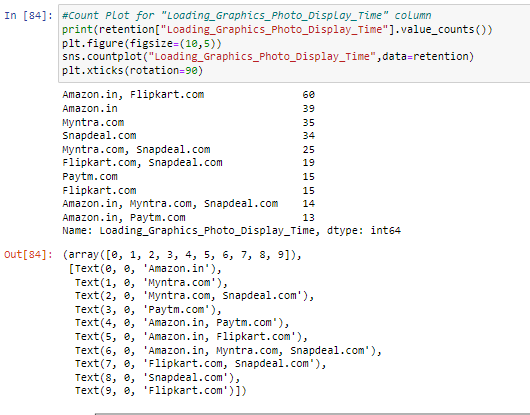 In [84]: #Count Plot for "Loading_Graphics_Photo_Display_Time" column
print(retention["Loading_Graphics_Photo_Display_Time"].value_counts())
plt.figure(figsize=(10,5))
sns.countplot("Loading_Graphics_Photo_Display_Time",data=retention)
plt.xticks(rotation=90)
Amazon.in, Flipkart.com 60
Amazon.in 39
Myntra.com 35
Snapdeal.com 34
Myntra.com, Snapdeal.com 25
Flipkart.com, Snapdeal.com 19
Paytm.com 15
Flipkart.com 15
Amazon.in, Myntra.com, Snapdeal.com 14
Amazon.in, Paytm.com 13
Name: Loading_Graphics_Photo_Display_Time, dtype: int64
Out[84]: (array([0, 1, 2, 3, 4, 5, 6, 7, 8, 9]),
[Text(0, 0, 'Amazon.in'),
Text(1, 0, 'Myntra.com'),
Text(2, 0, 'Myntra.com, Snapdeal.com'),
Text(3, 0, 'Paytm.com'),
Text(4, 0, 'Amazon.in, Paytm.com'),
Text(5, 0, 'Amazon.in, Flipkart.com'),
Text(6, 0, 'Amazon.in, Myntra.com, Snapdeal.com'),
Text(7, 0, 'Flipkart.com, Snapdeal.com'),
Text(8, 0, 'Snapdeal.com'),
Text(9, 0, 'Flipkart.com')])